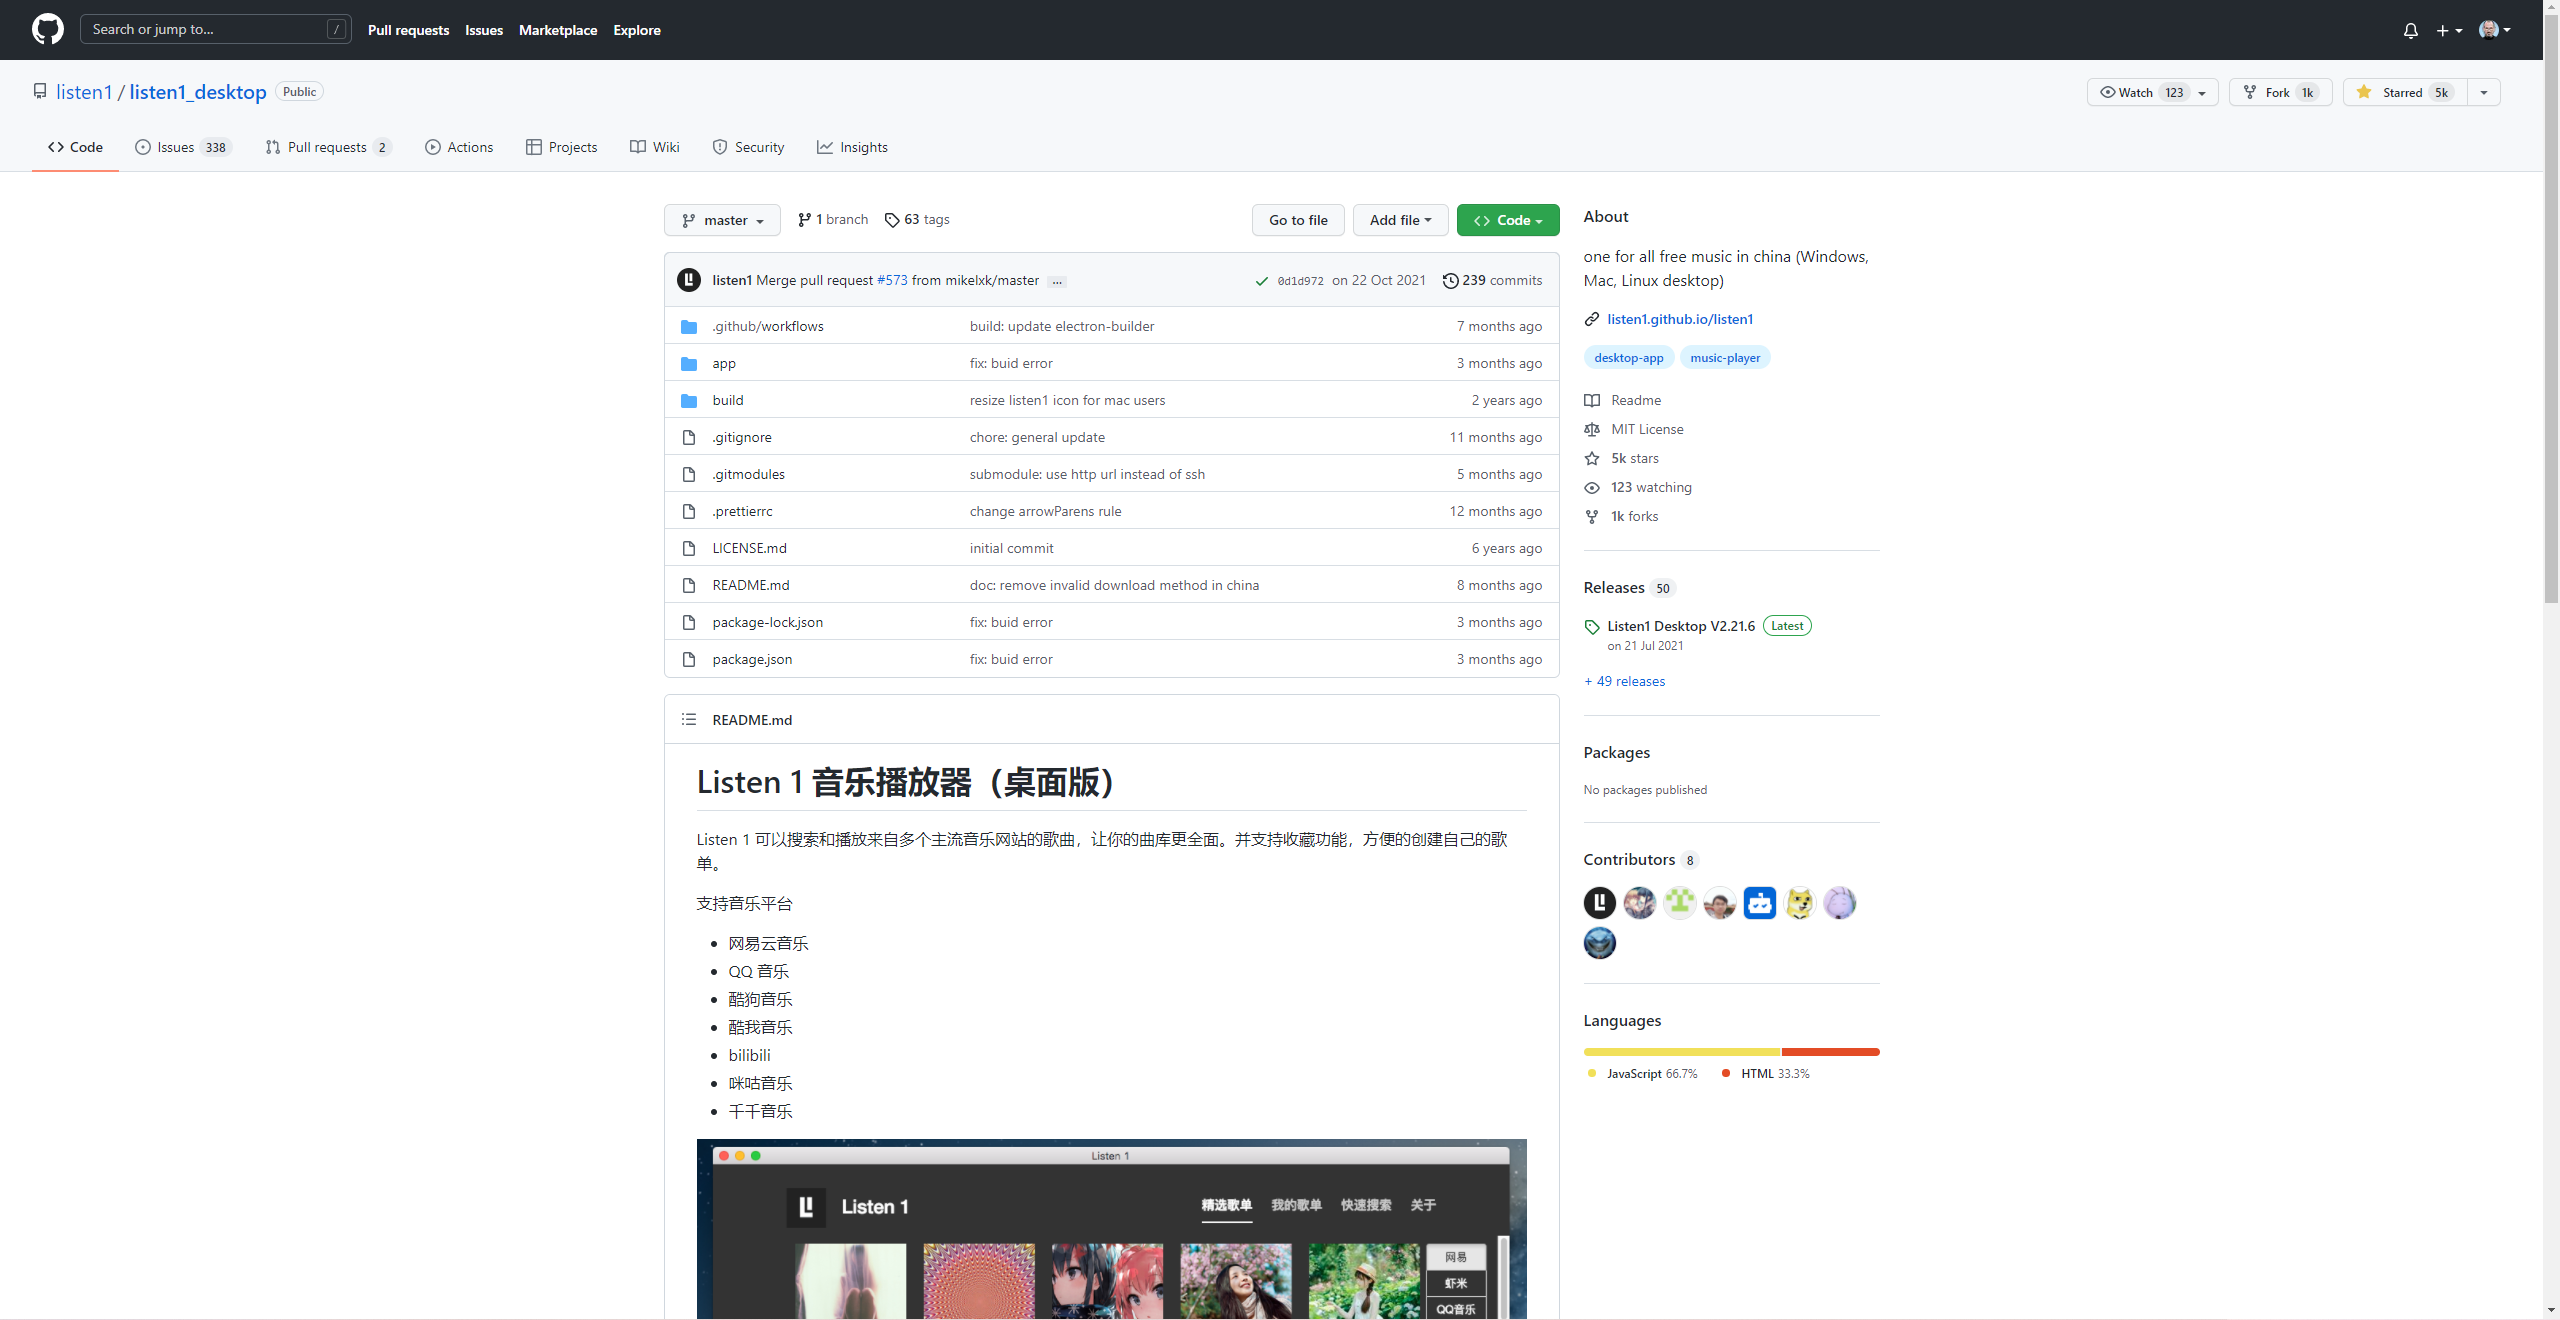 Search or jump to... /
Pull requests Issues Marketplace Explore
listen1 / listen1_desktop Public
Watch 123 Fork 1k Starred 5k
Code Issues 338 Pull requests 2 Actions Projects Wiki Security Insights
master 1 branch 63 tags Go to file Add file Code
listen1 Merge pull request #573 from mikelxk/master ... 0d1d972 on 22 Oct 2021 239 commits
.github/workflows build: update electron-builder 7 months ago
app fix: buid error 3 months ago
build resize listen1 icon for mac users 2 years ago
.gitignore chore: general update 11 months ago
.gitmodules submodule: use http url instead of ssh 5 months ago
.prettierrc change arrowParens rule 12 months ago
LICENSE.md initial commit 6 years ago
README.md doc: remove invalid download method in china 8 months ago
package-lock.json fix: buid error 3 months ago
package.json fix: buid error 3 months ago
README.md
Listen 1 音乐播放器（桌面版）
Listen 1 可以搜索和播放来自多个主流音乐网站的歌曲，让你的曲库更全面。并支持收藏功能，方便的创建自己的歌
单。
支持音乐平台
网易云音乐
QQ 音乐
酷狗音乐
酷我音乐
bilibili
咪咕音乐
千千音乐
Listen 1
Listen 1 精选歌单 我的歌单 快速搜索 关于
网易
虾米
QQ音乐
About
one for all free music in china (Windows,
Mac, Linux desktop)
listen1.github.io/listen1
desktop-app music-player
Readme
MIT License
5k stars
123 watching
1k forks
Releases 50
Listen1 Desktop V2.21.6 Latest
on 21 Jul 2021
+ 49 releases
Packages
No packages published
Contributors 8
Languages
JavaScript 66.7% HTML 33.3%